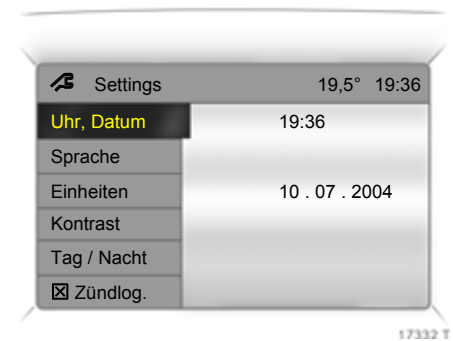 Settings 19,5° 19:36
Uhr, Datum 19:36
Sprache
Einheiten 10 . 07 . 2004
Kontrast
Tag / Nacht
Zündlog.
17332 T